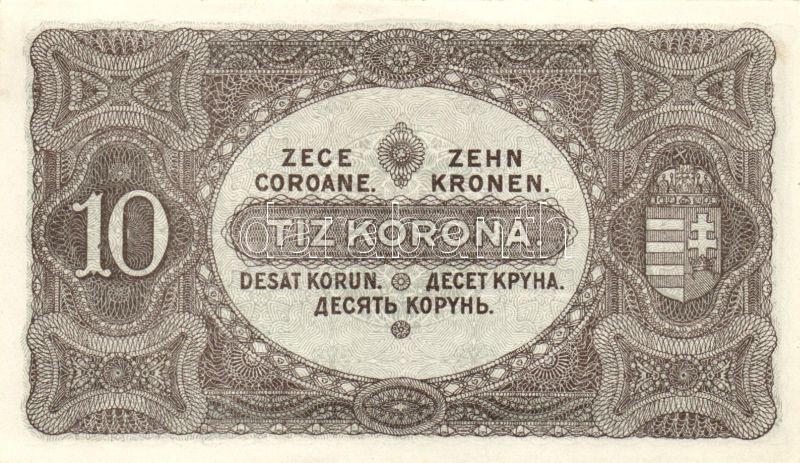 ZECE COROANE.
ZEHN KRONEN.
10
TIZ KORONA.
DESAT KORUN. ДЕСЕТ КРУНА.
ДЕСЯТЬ КОРУНЬ.